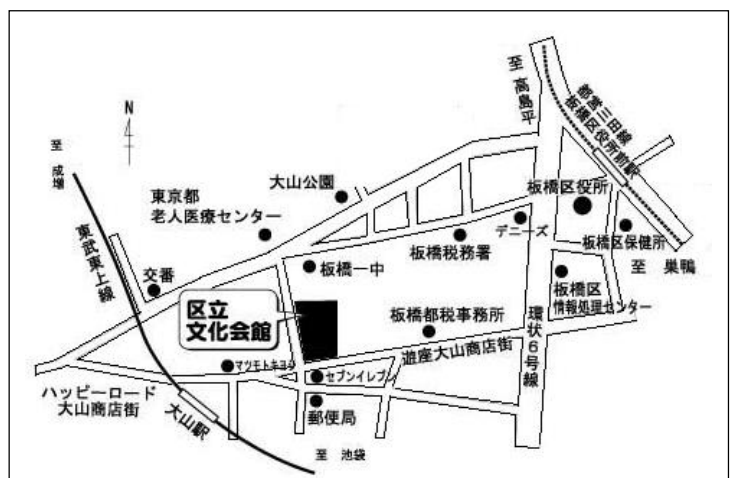 至
高島平
都営三田線
板橋区役所前駅
N
至
成増
大山公園
東京都
老人医療センター
板橋区役所
デニーズ
板橋区保健所
板橋税務署
至 巣鴨
東武東上線
交番
板橋一中
板橋区
情報処理センター
区立
文化会館
板橋都税事務所
環状6号線
遊座大山商店街
マツモトキヨシ
セブンイレブン
ハッピーロード
大山商店街
大山駅
郵便局
至 池袋